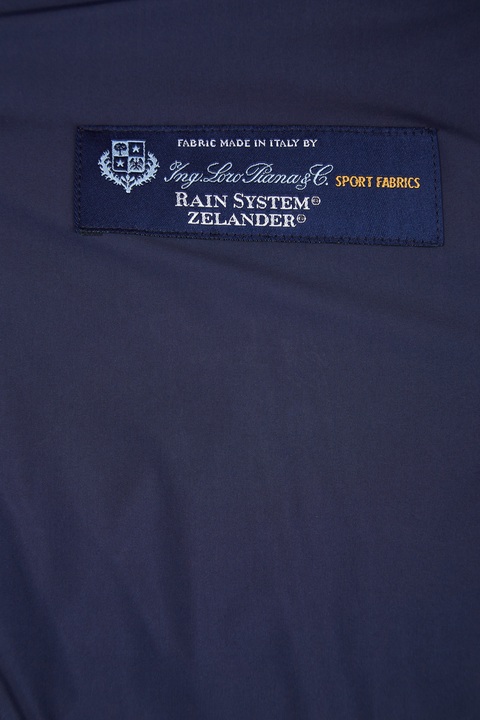 FABRIC MADE IN ITALY BY
Ing. Loro Piana & C. SPORT FABRICS
RAIN SYSTEM®
ZELANDER®